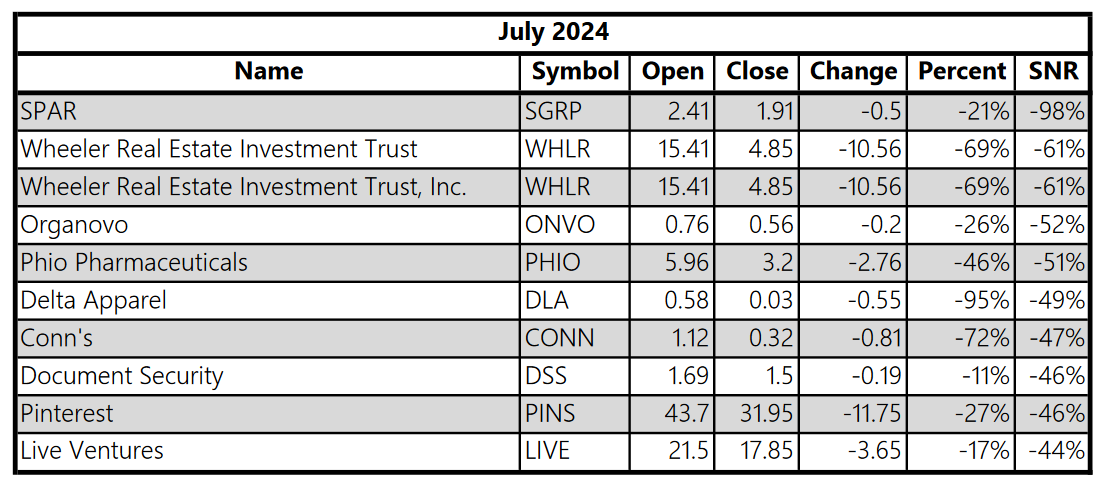 July 2024
Name Symbol Open Close Change Percent SNR
SPAR SGRP 2.41 1.91 -0.5 -21% -98%
Wheeler Real Estate Investment Trust WHLR 15.41 4.85 -10.56 -69% -61%
Wheeler Real Estate Investment Trust, Inc. WHLR 15.41 4.85 -10.56 -69% -61%
Organovo ONVO 0.76 0.56 -0.2 -26% -52%
Phio Pharmaceuticals PHIO 5.96 3.2 -2.76 -46% -51%
Delta Apparel DLA 0.58 0.03 -0.55 -95% -49%
Conn's CONN 1.12 0.32 -0.81 -72% -47%
Document Security DSS 1.69 1.5 -0.19 -11% -46%
Pinterest PINS 43.7 31.95 -11.75 -27% -46%
Live Ventures LIVE 21.5 17.85 -3.65 -17% -44%